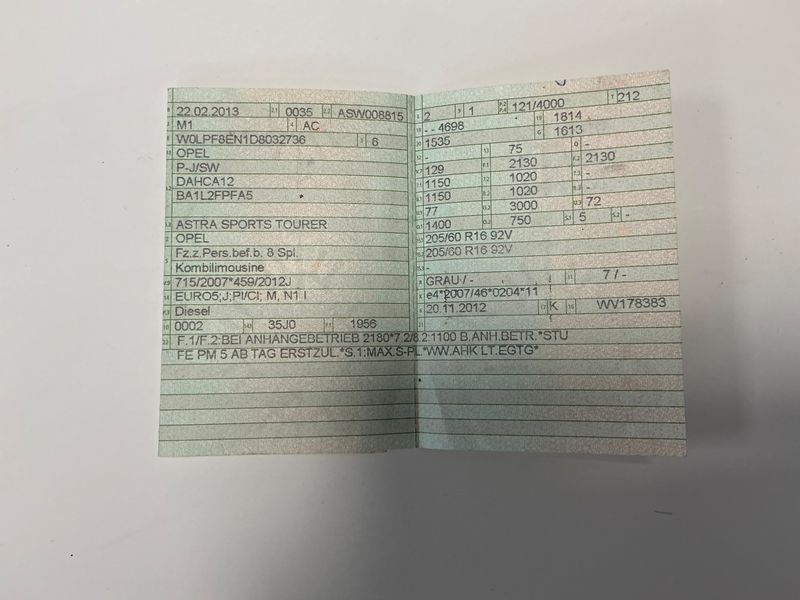 22.02.2013 0035 ASW008815
M1 AC
W0LPF8EN1D8032736 6
OPEL
P-J/SW
DAHCA12
BA1L2FPFA5
ASTRA SPORTS TOURER
OPEL
Fz.z.Pers.bef.b. 8 Spl.
Kombilimousine
715/2007*459/2012J
EURO5;J;PI/CI; M, N1 I
Diesel
0002 35J0 1956
F.1/F.2:BEI ANHÄNGEBETRIEB 2180*7.2/8.2:1100 B.ANH.BETR.*STU
FE PM 5 AB TAG ERSTZUL.*S.1:MAX.S-PL.*WW.AHK LT.EGTG*
2 1 121/4000 212
- - 4698 1814
1535 1613
- 75 -
129 2130 2130
1150 1020 -
1150 1020 -
77 3000 72
1400 750 5 -
205/60 R16 92V
205/60 R16 92V
-
GRAU / - 7 / -
e4*2007/46*0204*11
20.11.2012 K WV178383